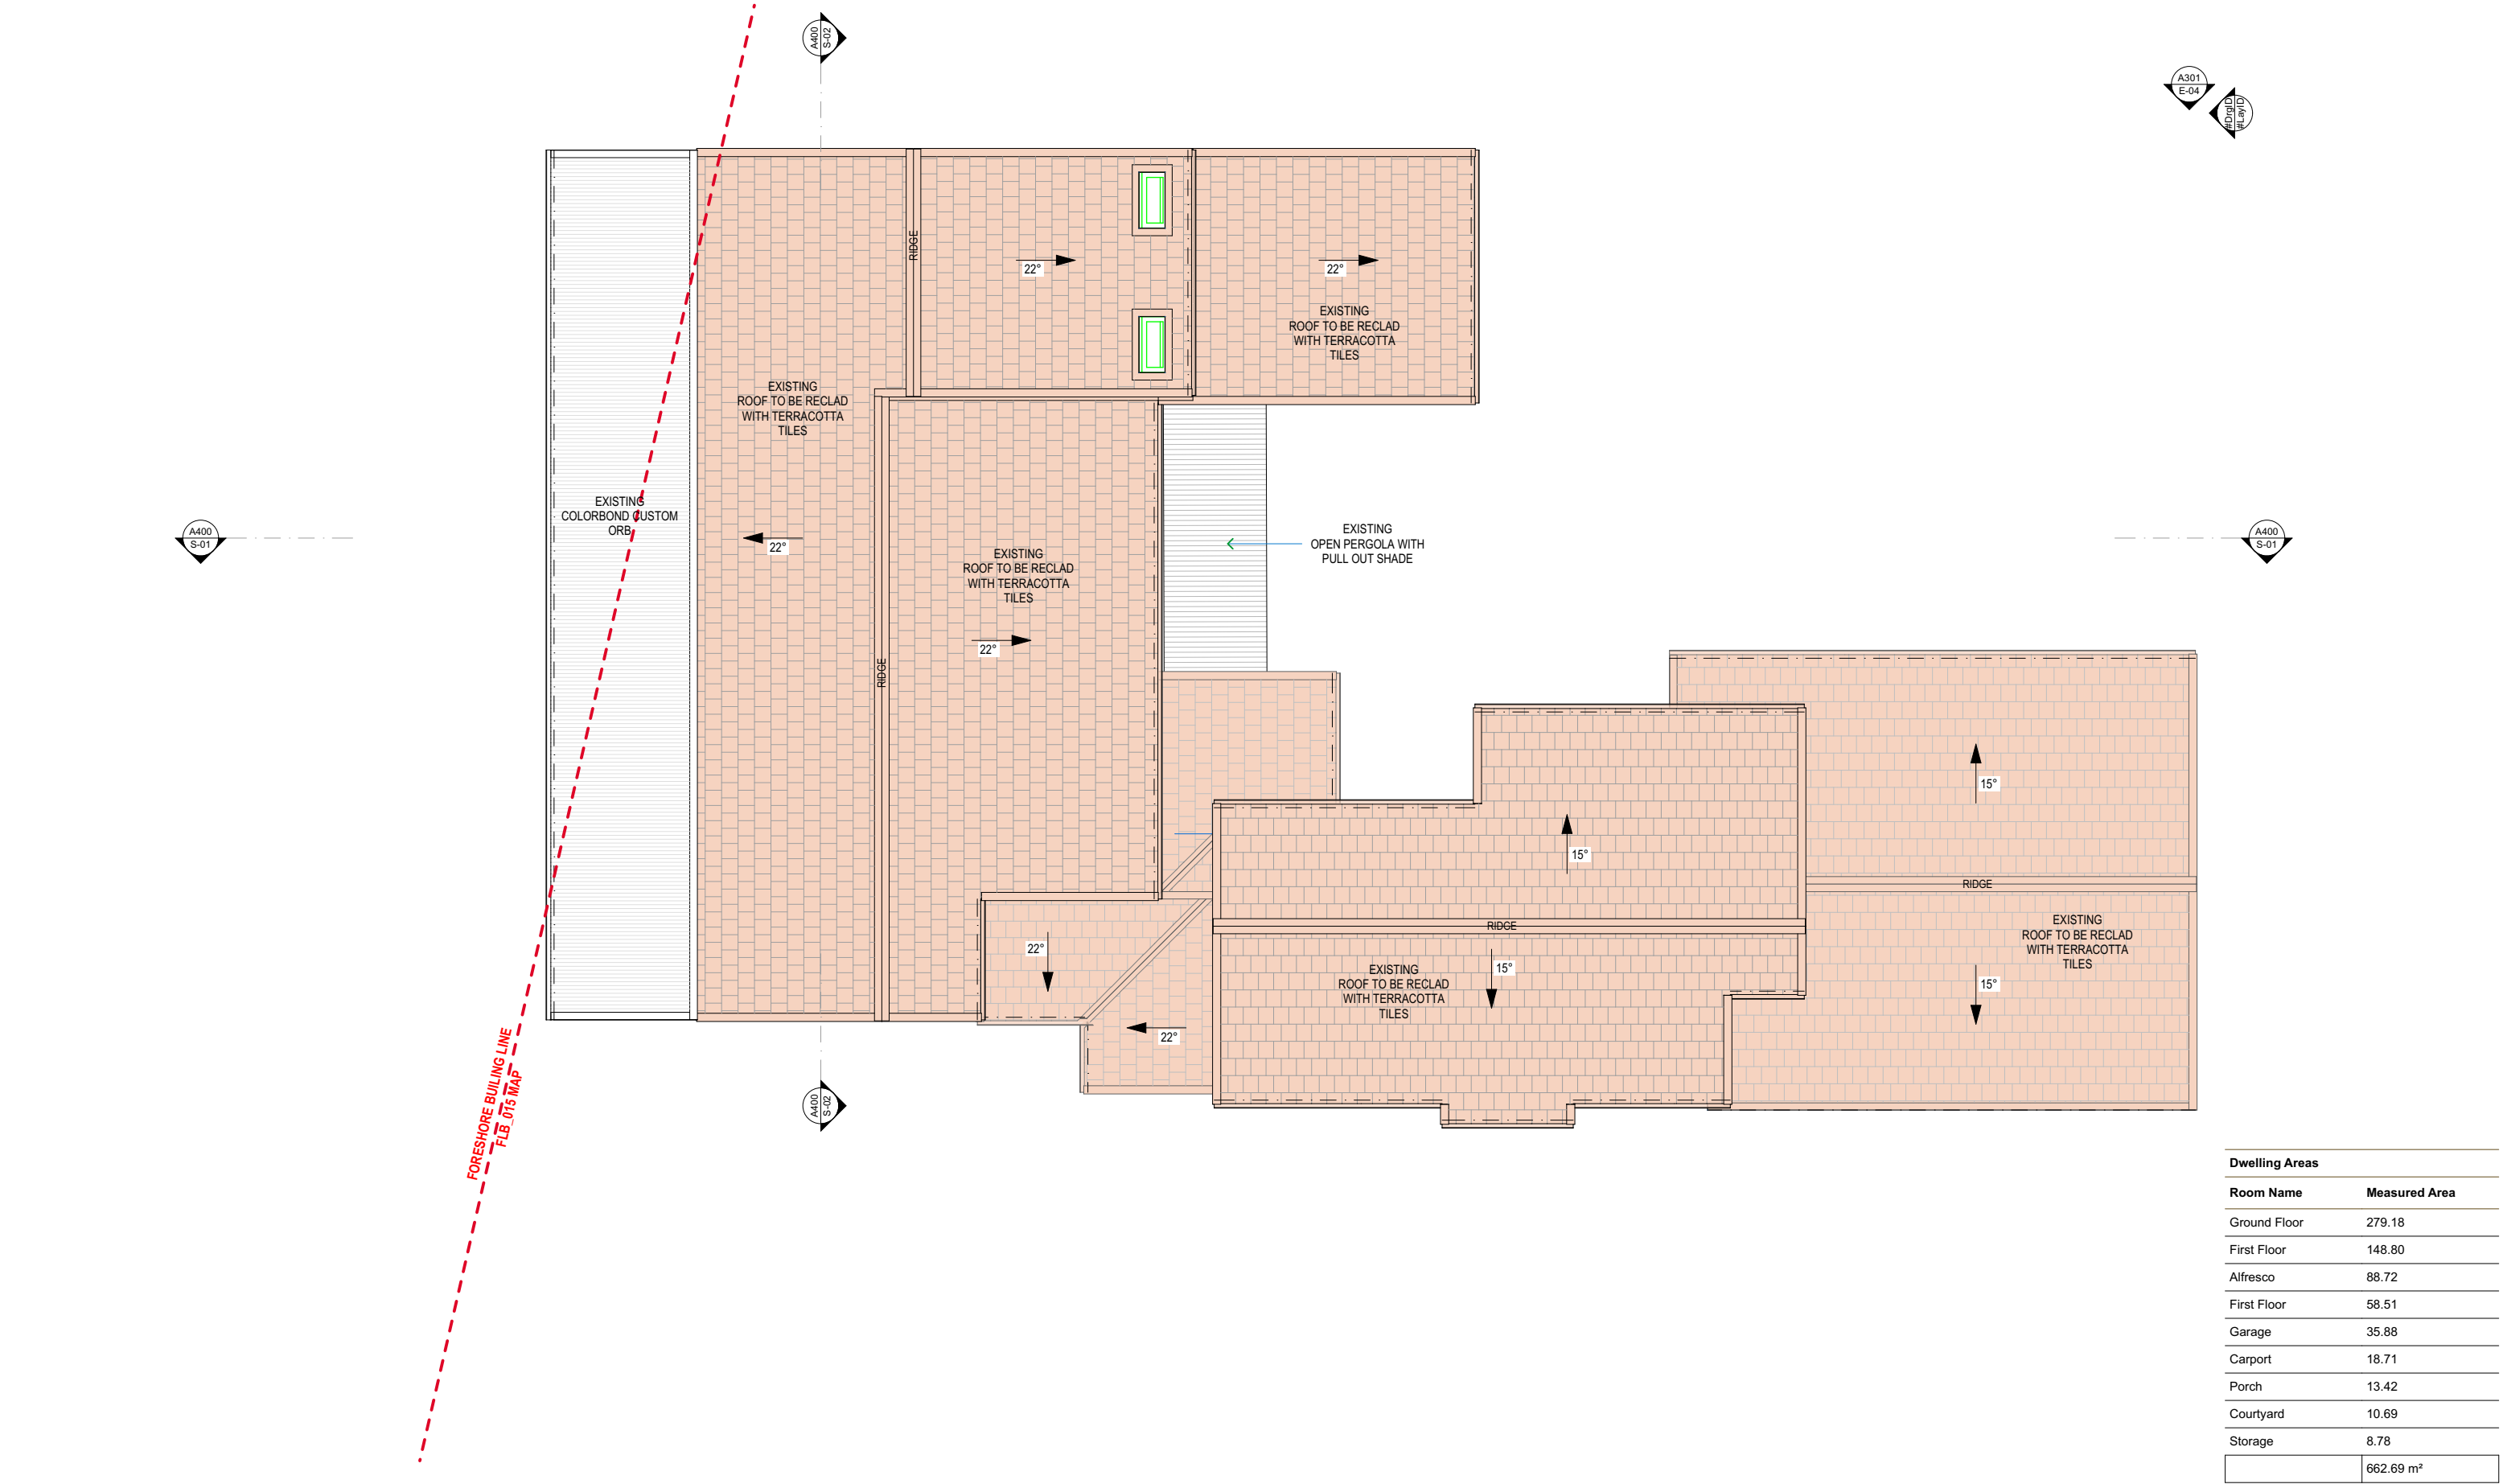 A400
S-02
A301
E-04
#DrgID
#LayID
RIDGE
22°
22°
EXISTING
ROOF TO BE RECLAD
WITH TERRACOTTA
TILES
EXISTING
ROOF TO BE RECLAD
WITH TERRACOTTA
TILES
EXISTING
COLORBOND CUSTOM
ORB
A400
S-01
22°
EXISTING
ROOF TO BE RECLAD
WITH TERRACOTTA
TILES
22°
EXISTING
OPEN PERGOLA WITH
PULL OUT SHADE
A400
S-01
RIDGE
15°
15°
RIDGE
RIDGE
22°
22°
EXISTING
ROOF TO BE RECLAD
WITH TERRACOTTA
TILES
15°
EXISTING
ROOF TO BE RECLAD
WITH TERRACOTTA
TILES
15°
FORESHORE BUILING LINE
FLB_015 MAP
A400
S-02
Dwelling Areas
Room Name Measured Area
Ground Floor 279.18
First Floor 148.80
Alfresco 88.72
First Floor 58.51
Garage 35.88
Carport 18.71
Porch 13.42
Courtyard 10.69
Storage 8.78
662.69 m²